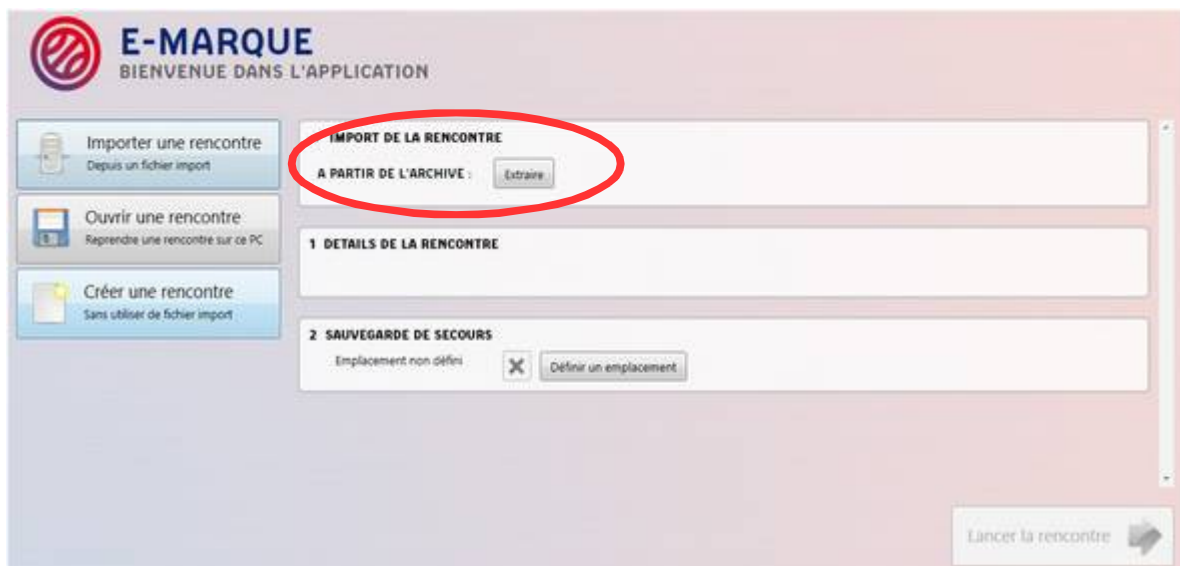 E-MARQUE
BIENVENUE DANS L'APPLICATION
Importer une rencontre
Depuis un fichier import
Ouvrir une rencontre
Reprendre une rencontre sur ce PC
Créer une rencontre
Sans utiliser de fichier import
IMPORT DE LA RENCONTRE
A PARTIR DE L'ARCHIVE : Extraire
1 DETAILS DE LA RENCONTRE
2 SAUVEGARDE DE SECOURS
Emplacement non défini Définir un emplacement
Lancer la rencontre